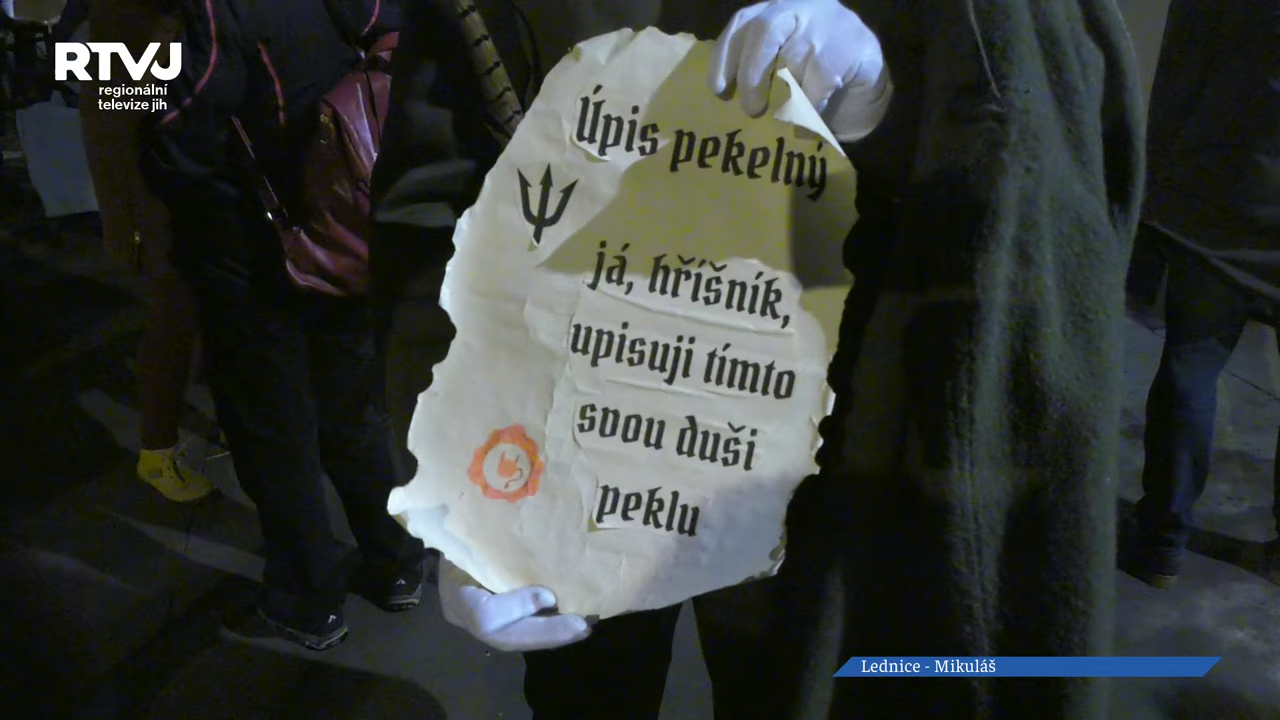 RTVJ
regionální
televize jih
Úpis pekelný
já, hříšník,
upisuji tímto
svou duši
peklu
Lednice - Mikuláš